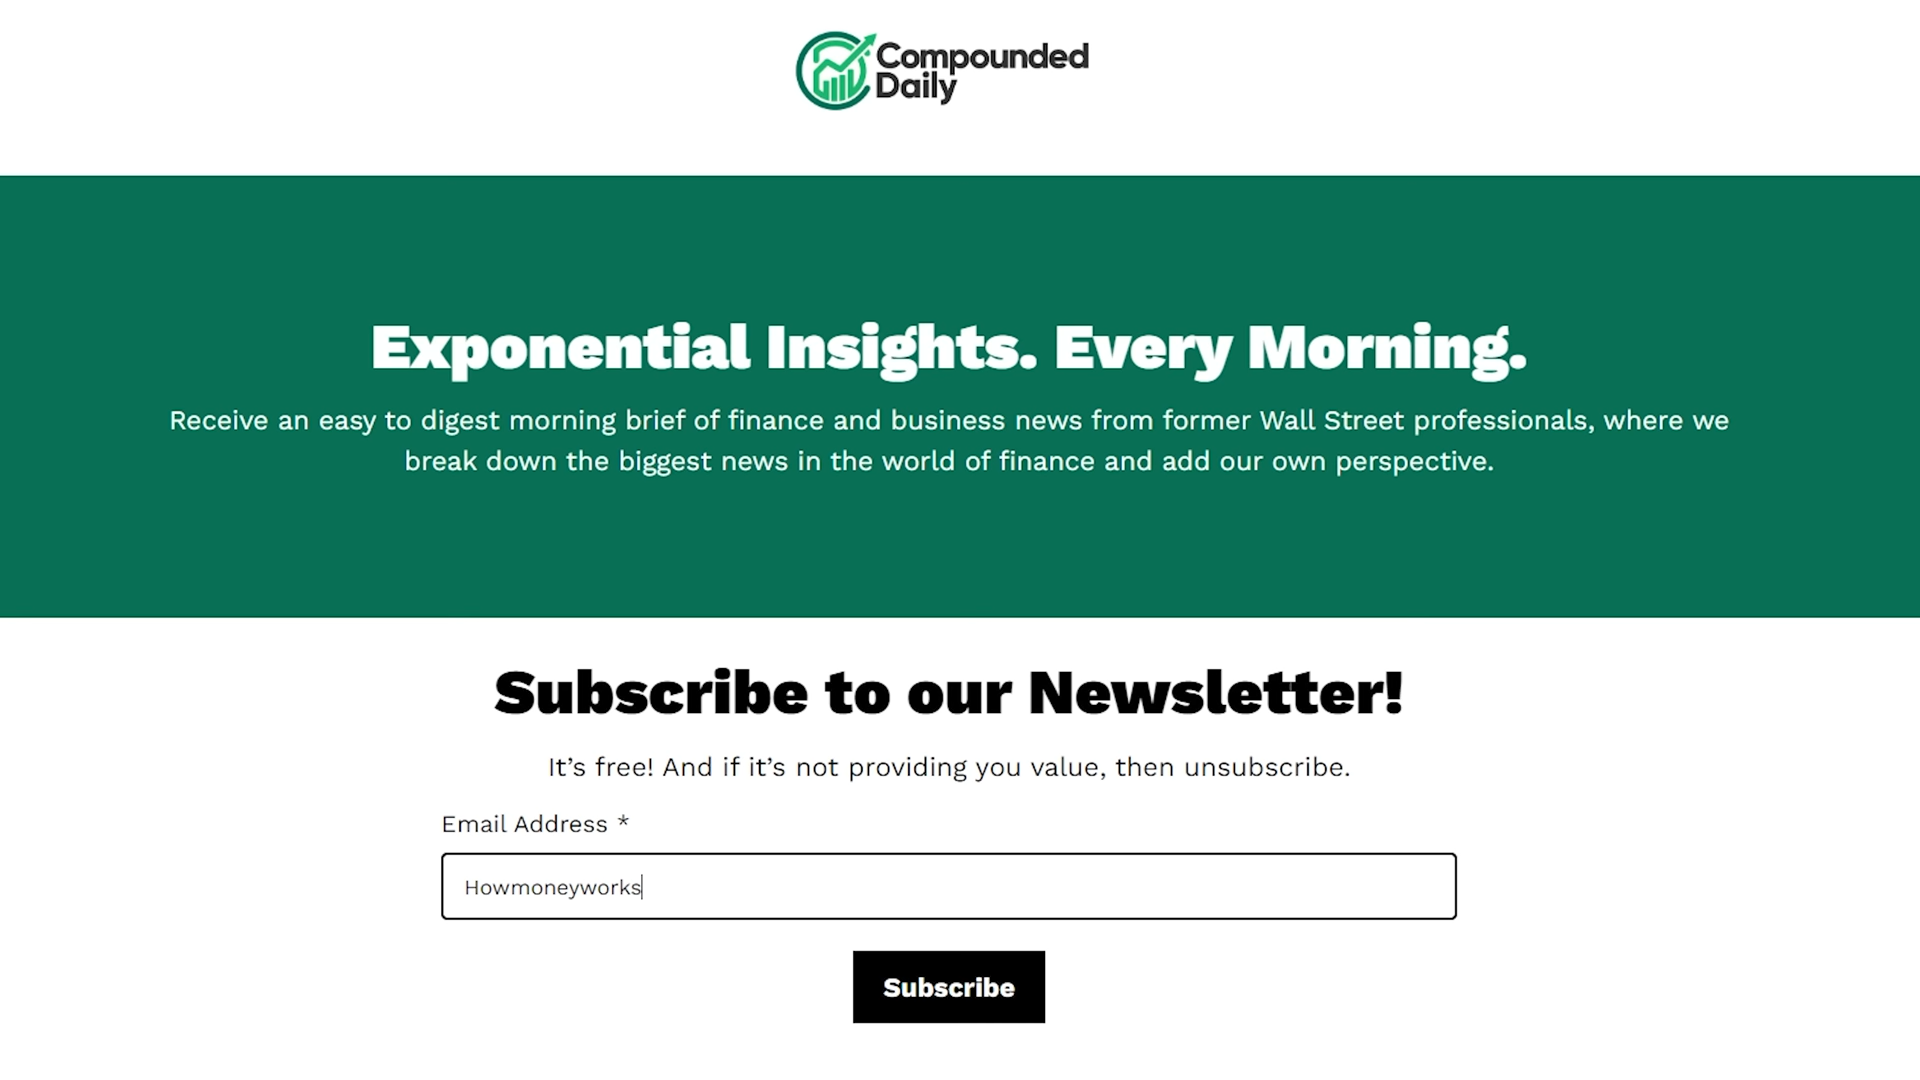 Compounded
Daily
Exponential Insights. Every Morning.
Receive an easy to digest morning brief of finance and business news from former Wall Street professionals, where we
break down the biggest news in the world of finance and add our own perspective.
Subscribe to our Newsletter!
It’s free! And if it’s not providing you value, then unsubscribe.
Email Address *
Howmoneyworks
Subscribe